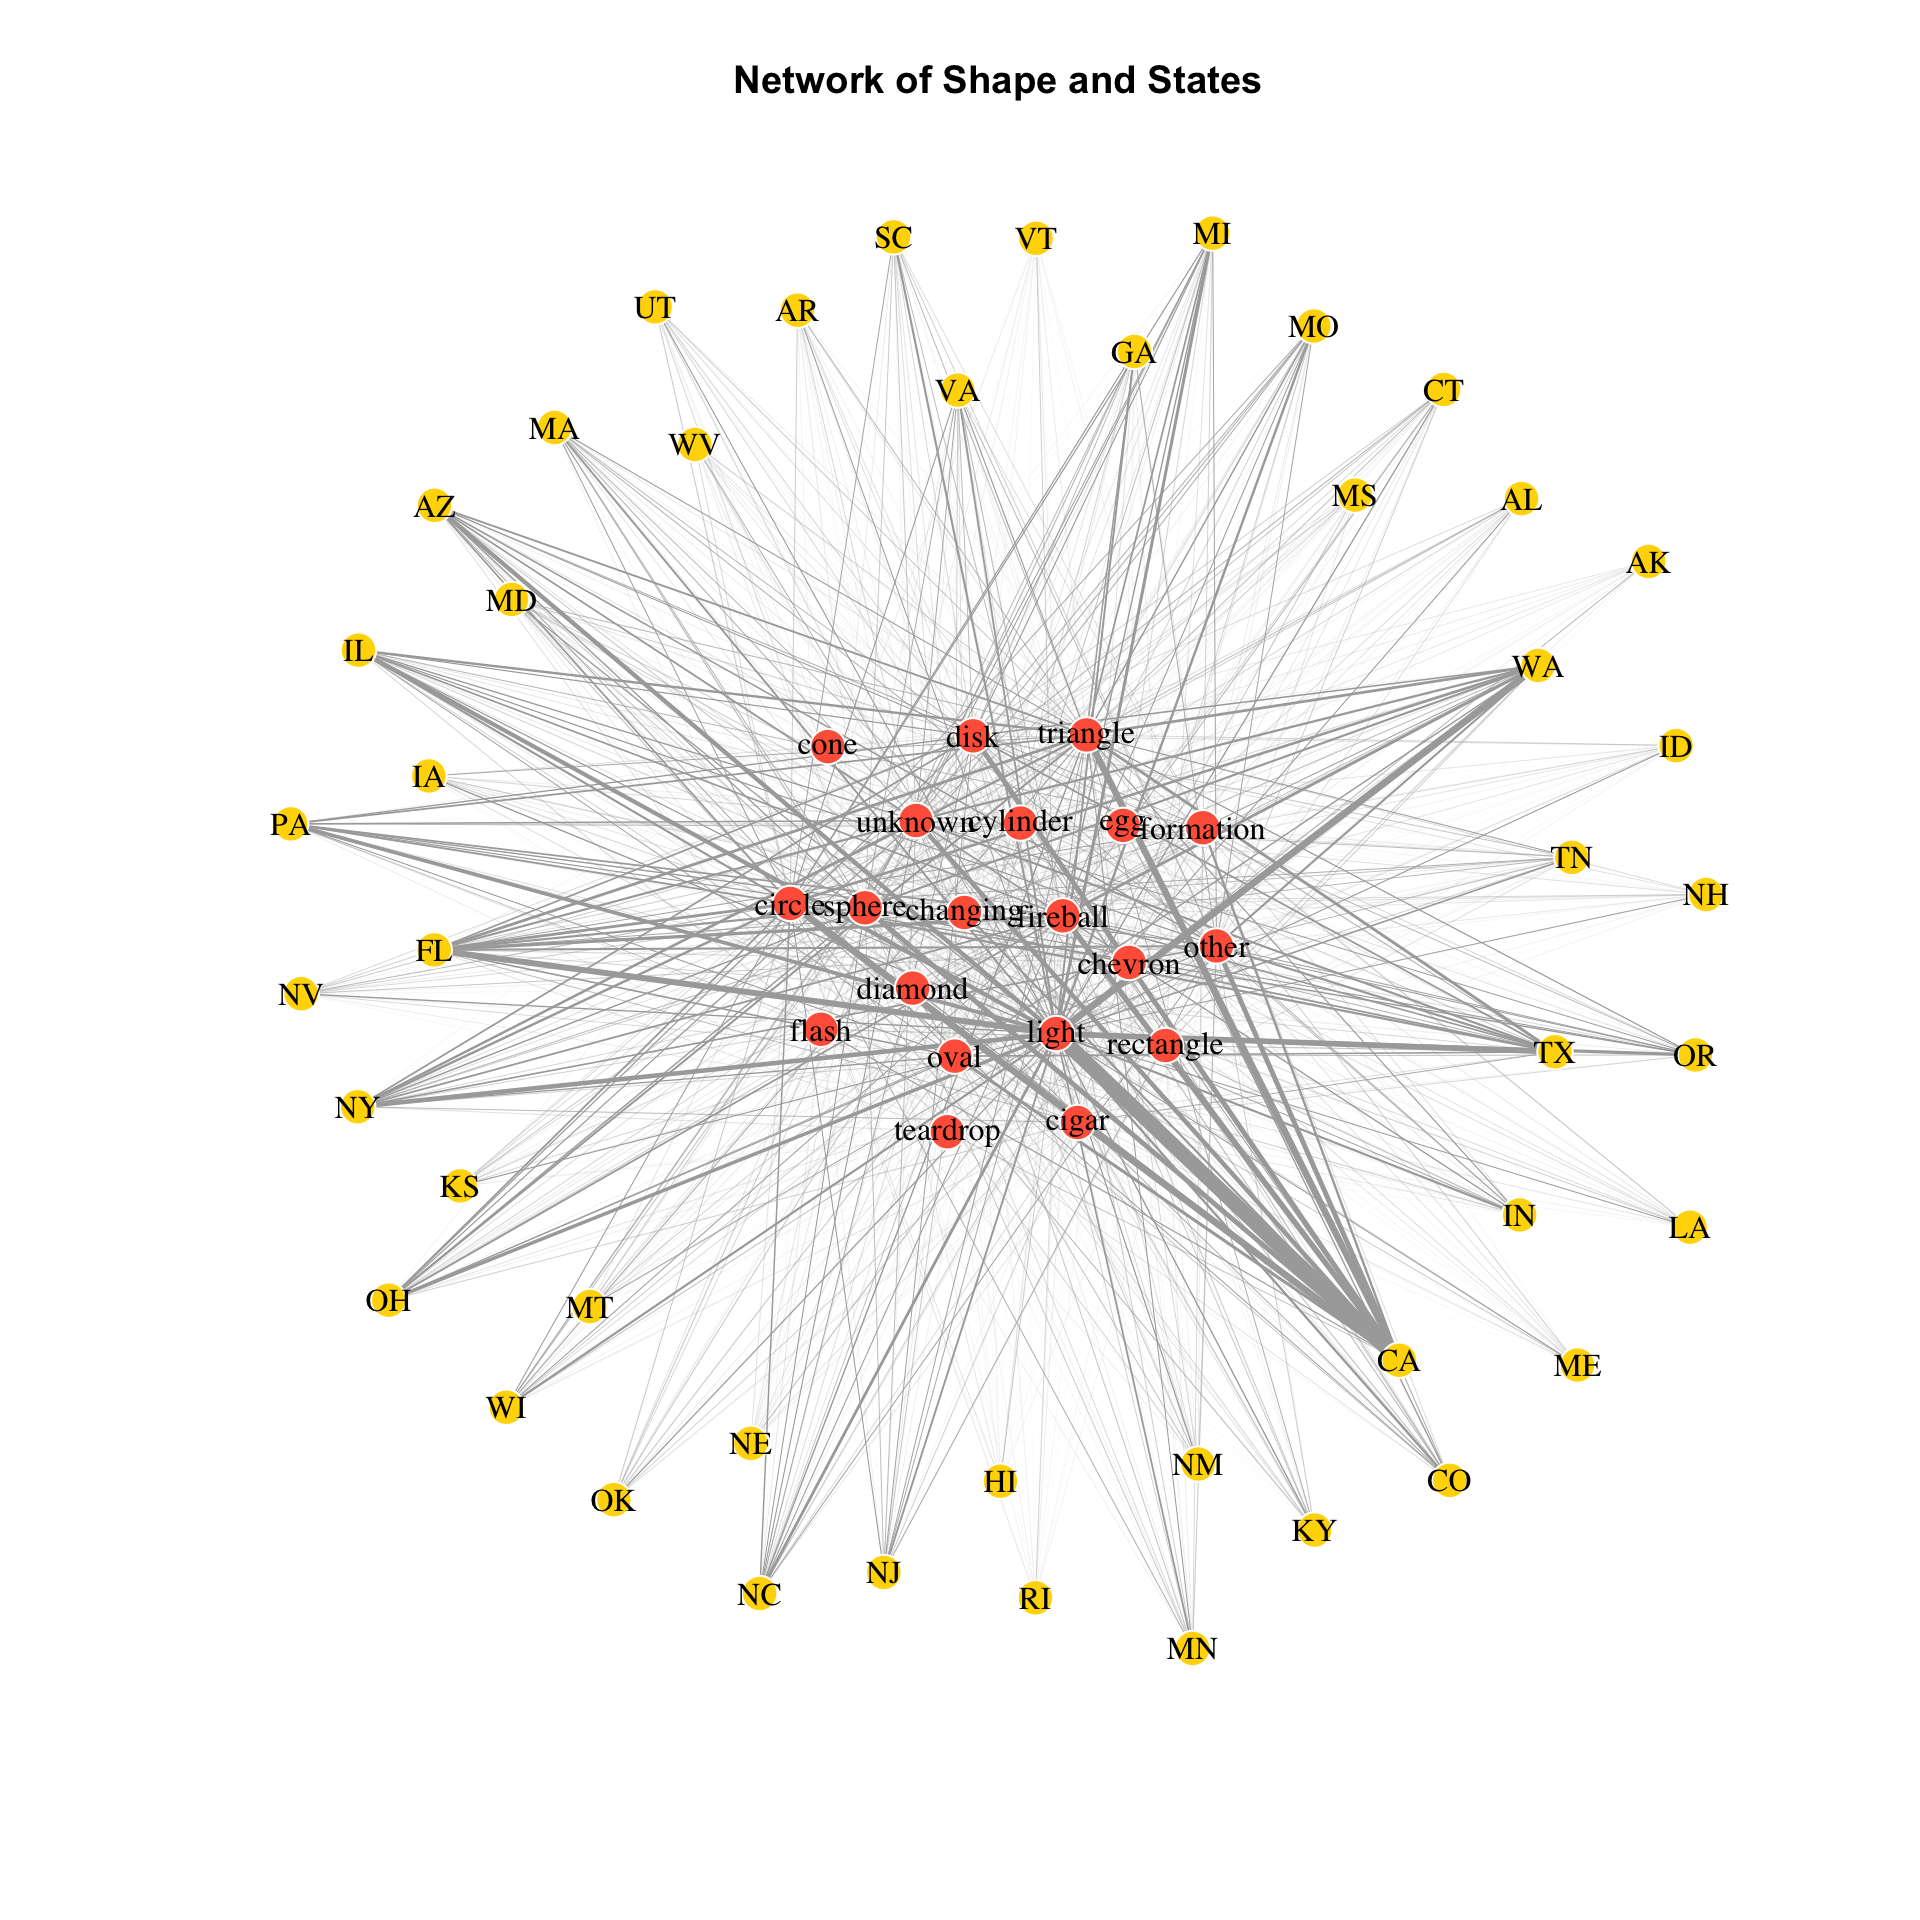 Network of Shape and States
SC
VT
MI
UT
AR
MO
GA
VA
CT
MA
WV
MS
AL
AZ
AK
MD
IL
WA
cone
disk
triangle
ID
IA
PA
unknown
cylinder
egg
formation
TN
NH
circle
sphere
changing
fireball
other
FL
chevron
NV
diamond
flash
light
rectangle
oval
TX
OR
NY
teardrop
cigar
KS
IN
LA
OH
MT
CA
ME
WI
NE
NM
HI
CO
OK
KY
NC
NJ
RI
MN